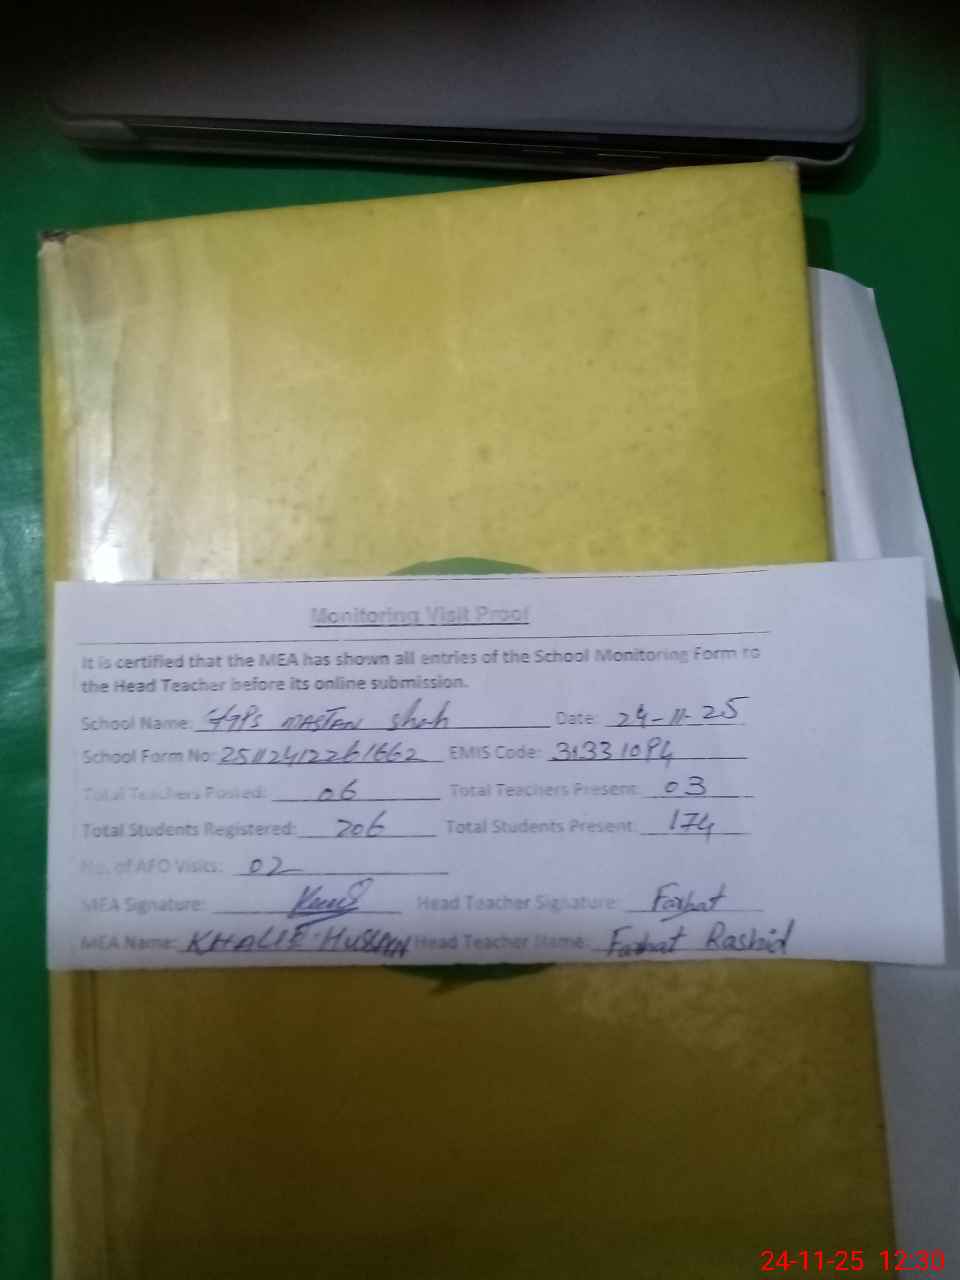 Monitoring Visit Proof
It is certified that the MEA has shown all entries of the School Monitoring Form to
the Head Teacher before its online submission.
School Name: GGPS MASTAN Shah Date: 24-11-25
School Form No: 25112412261662 EMIS Code: 31331094
Total Teachers Posted: 06 Total Teachers Present: 03
Total Students Registered: 206 Total Students Present: 174
No. of AFO Visits: 02
MEA Signature: Head Teacher Signature: Farhat
MEA Name: KHALIL HUSSAIN Head Teacher Name: Farhat Rashid
24-11-25 12:30